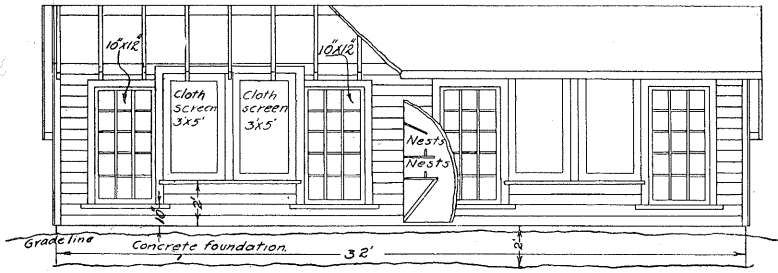 10"x12"
10"x12"
Cloth
screen
3'x5'
Cloth
screen
3'x5'
Nests
Nests
10"
2'
Grade line
Concrete foundation.
32'
2'